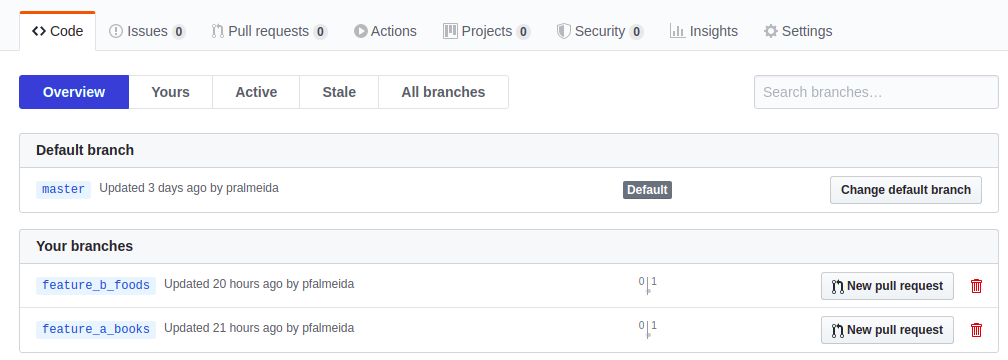 Code Issues 0 Pull requests 0 Actions Projects 0 Security 0 Insights Settings
Overview Yours Active Stale All branches Search branches…
Default branch
master Updated 3 days ago by pralmeida Default Change default branch
Your branches
feature_b_foods Updated 20 hours ago by pfalmeida 0 1 New pull request
feature_a_books Updated 21 hours ago by pfalmeida 0 1 New pull request